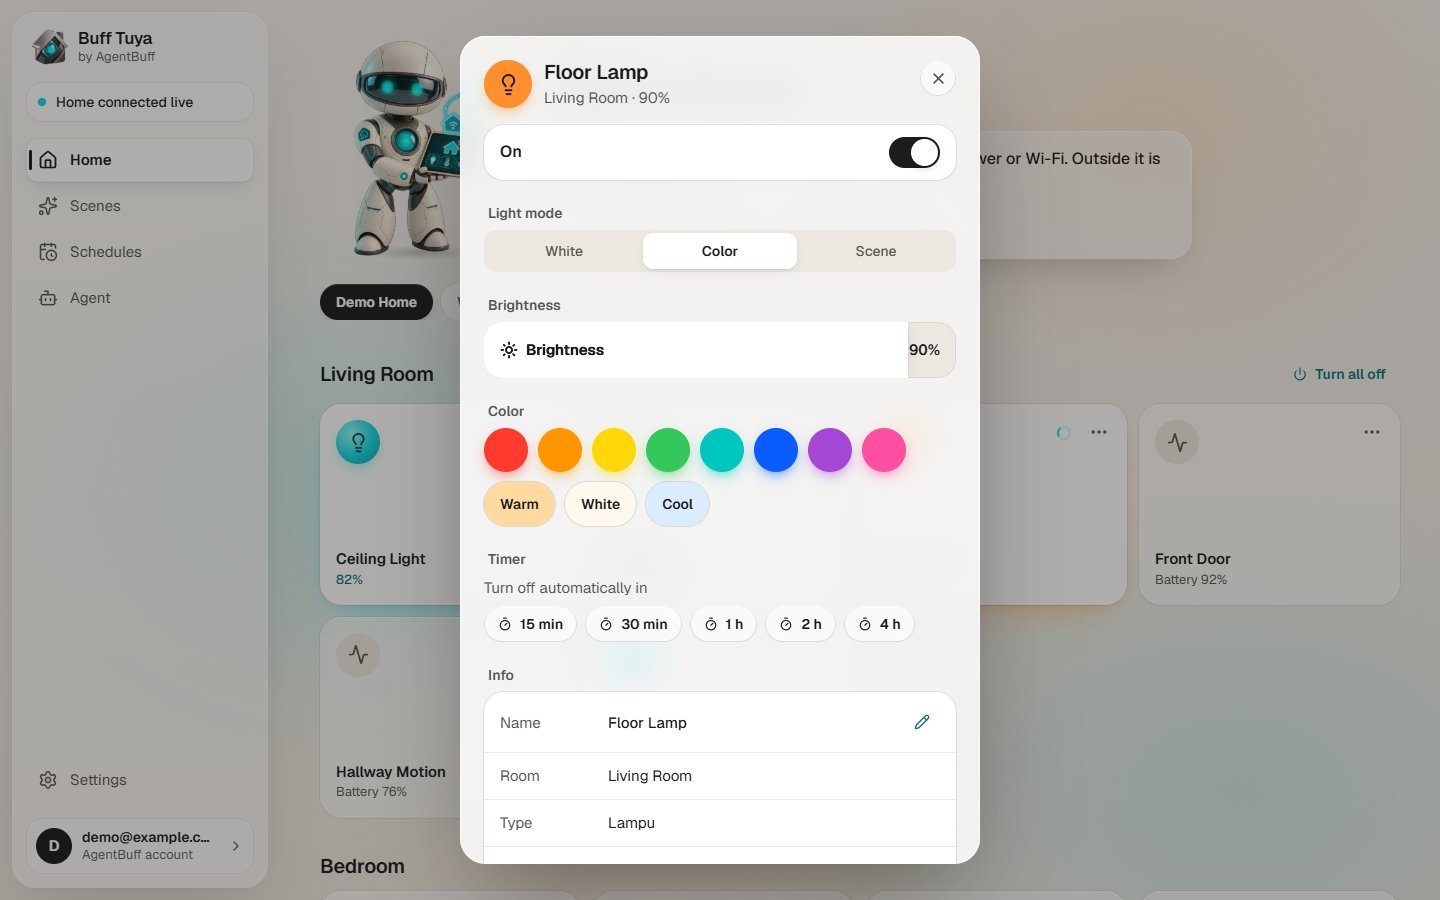 Buff Tuya
by AgentBuff
Home connected live
Home
Scenes
Schedules
Agent
Settings
D
demo@example.c...
AgentBuff account
Demo Home
Living Room
Turn all off
Ceiling Light
82%
Front Door
Battery 92%
Hallway Motion
Battery 76%
Bedroom
wer or Wi-Fi. Outside it is
Floor Lamp
Living Room · 90%
On
Light mode
White
Color
Scene
Brightness
Brightness
90%
Color
Warm
White
Cool
Timer
Turn off automatically in
15 min
30 min
1 h
2 h
4 h
Info
Name
Floor Lamp
Room
Living Room
Type
Lampu